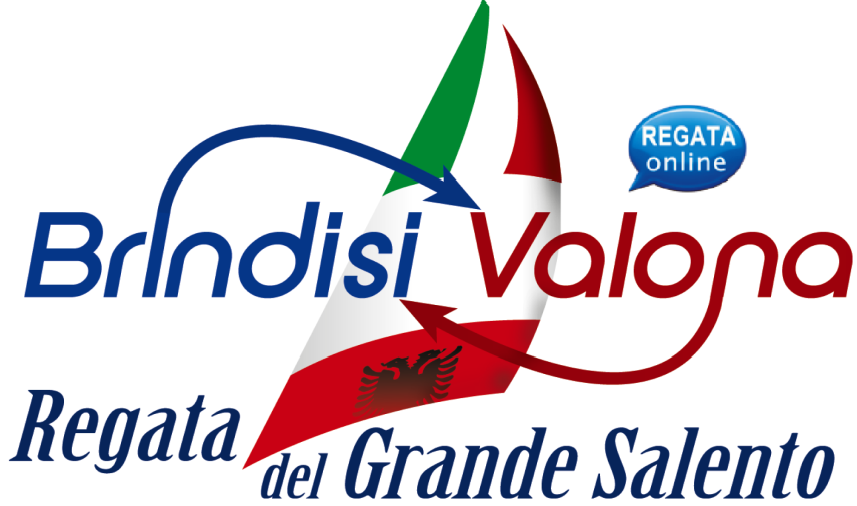 REGATA
online
Brindisi Valona
Regata
del Grande Salento